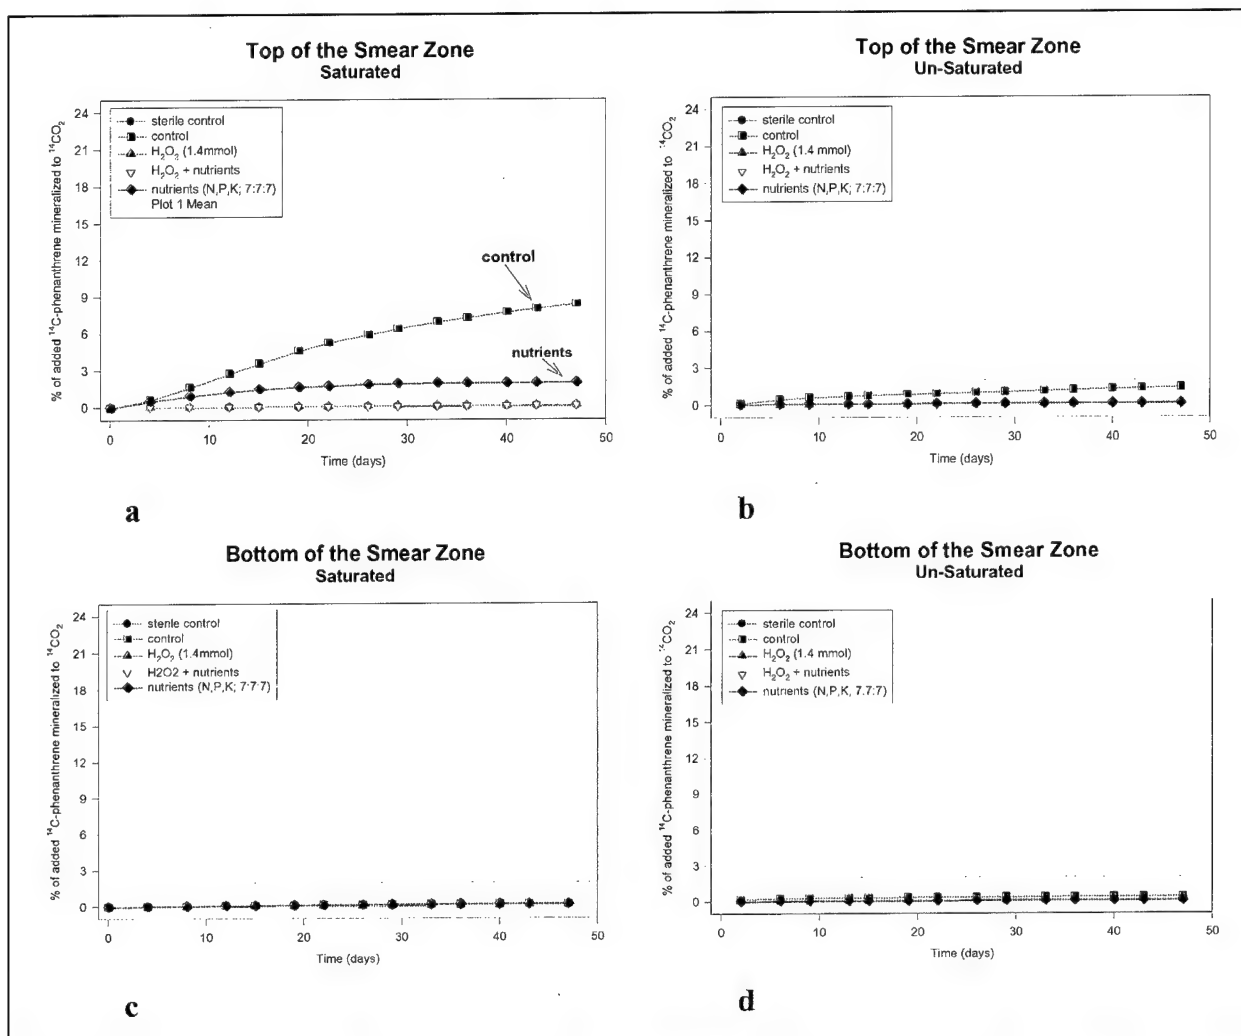 Top of the Smear Zone
Saturated
% of added ¹⁴C-phenanthrene mineralized to ¹⁴CO₂
24
21
18
15
12
9
6
3
0
sterile control
control
H₂O₂ (1.4mmol)
H₂O₂ + nutrients
nutrients (N,P,K; 7:7:7)
Plot 1 Mean
control
nutrients
0 10 20 30 40 50
Time (days)
a
Top of the Smear Zone
Un-Saturated
% of added ¹⁴C-phenanthrene mineralized to ¹⁴CO₂
24
21
18
15
12
9
6
3
0
sterile control
control
H₂O₂ (1.4 mmol)
H₂O₂ + nutrients
nutrients (N,P,K; 7:7:7)
0 10 20 30 40 50
Time (days)
b
Bottom of the Smear Zone
Saturated
% of added ¹⁴C-phenanthrene mineralized to ¹⁴CO₂
24
21
18
15
12
9
6
3
0
sterile control
control
H₂O₂ (1.4mmol)
H2O2 + nutrients
nutrients (N,P,K; 7:7:7)
0 10 20 30 40 50
Time (days)
c
Bottom of the Smear Zone
Un-Saturated
% of added ¹⁴C-phenanthrene mineralized to ¹⁴CO₂
24
21
18
15
12
9
6
3
0
sterile control
control
H₂O₂ (1.4 mmol)
H₂O₂ + nutrients
nutrients (N,P,K, 7.7:7)
0 10 20 30 40 50
Time (days)
d